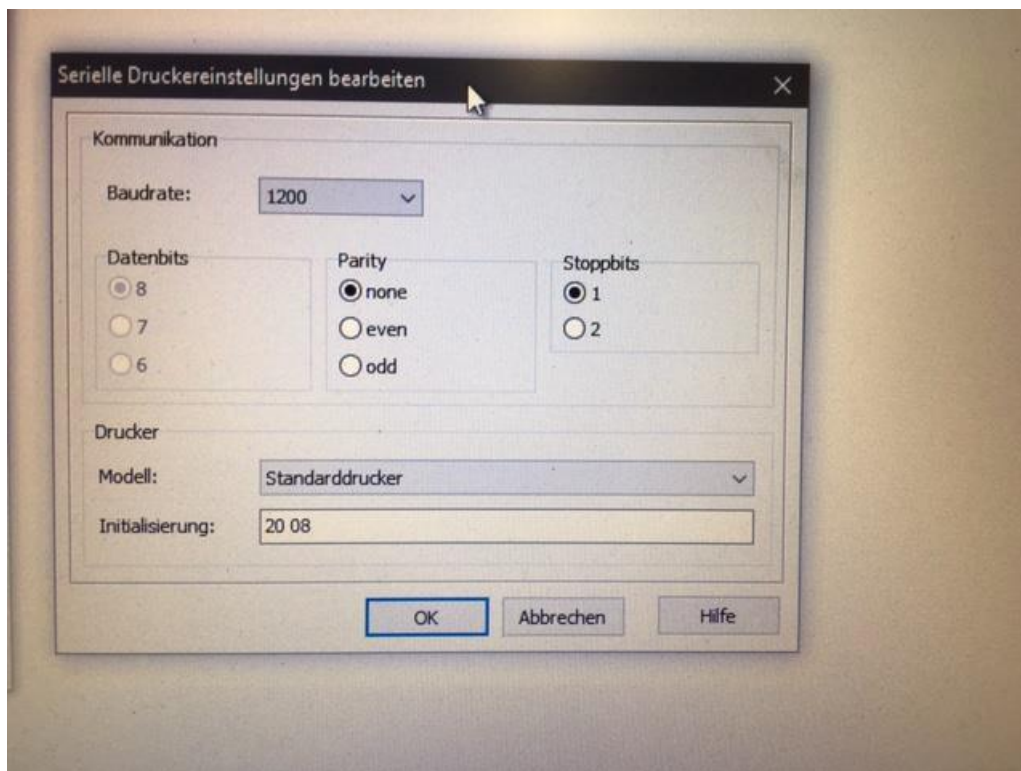 Serielle Druckereinstellungen bearbeiten
Kommunikation
Baudrate: 1200
Datenbits Parity Stoppbits
8 none 1
7 even 2
6 odd
Drucker
Modell: Standarddrucker
Initialisierung: 20 08
OK Abbrechen Hilfe